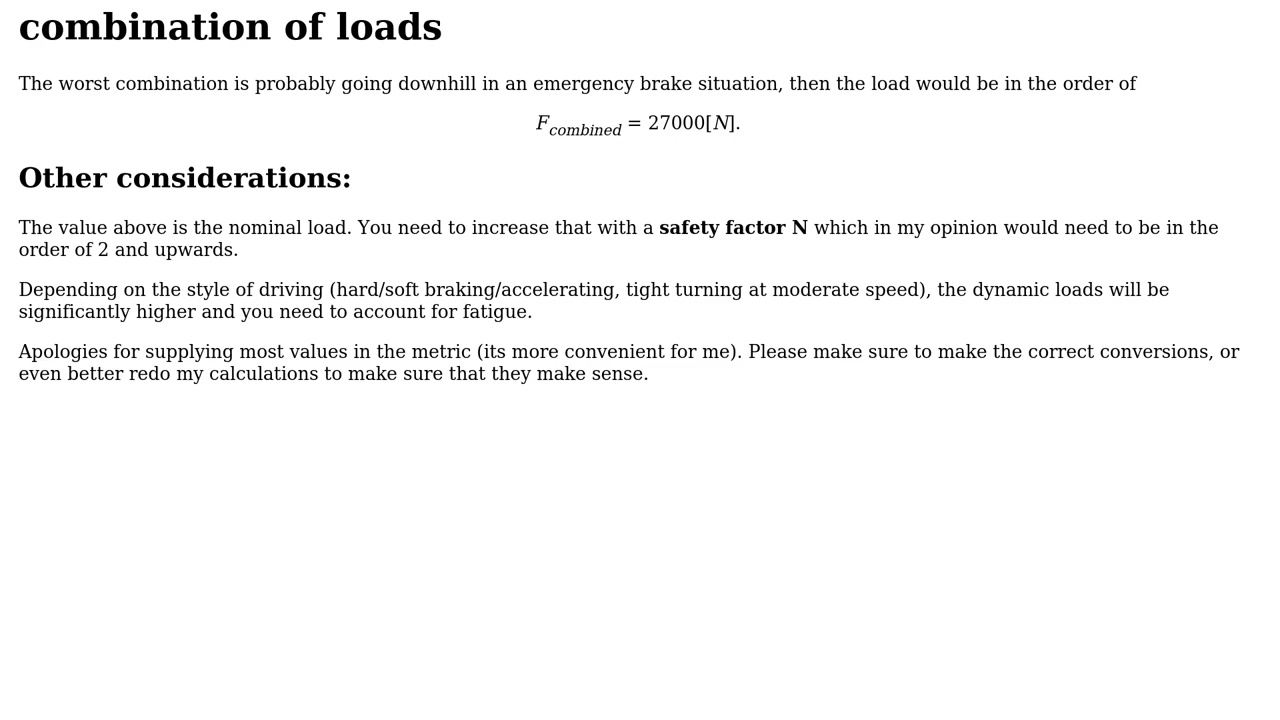 combination of loads
The worst combination is probably going downhill in an emergency brake situation, then the load would be in the order of
F_combined = 27000[N].
Other considerations:
The value above is the nominal load. You need to increase that with a safety factor N which in my opinion would need to be in the
order of 2 and upwards.
Depending on the style of driving (hard/soft braking/accelerating, tight turning at moderate speed), the dynamic loads will be
significantly higher and you need to account for fatigue.
Apologies for supplying most values in the metric (its more convenient for me). Please make sure to make the correct conversions, or
even better redo my calculations to make sure that they make sense.